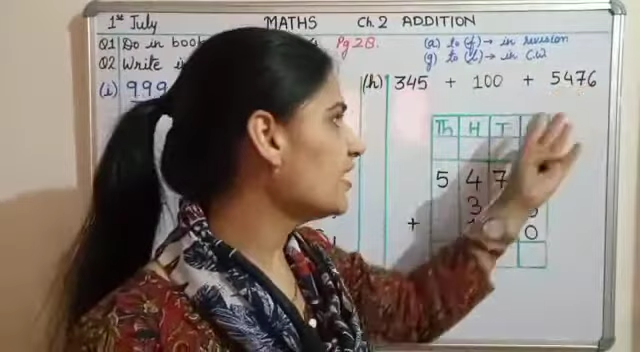 1st July MATHS Ch. 2 ADDITION
Q1 Do in book Pg 28. (a) to (f) → in revision
Q2 Write (g) to → in C.W
(i) 999 (h) 345 + 100 + 5476
Th H T
5 4 7
3
+ 0